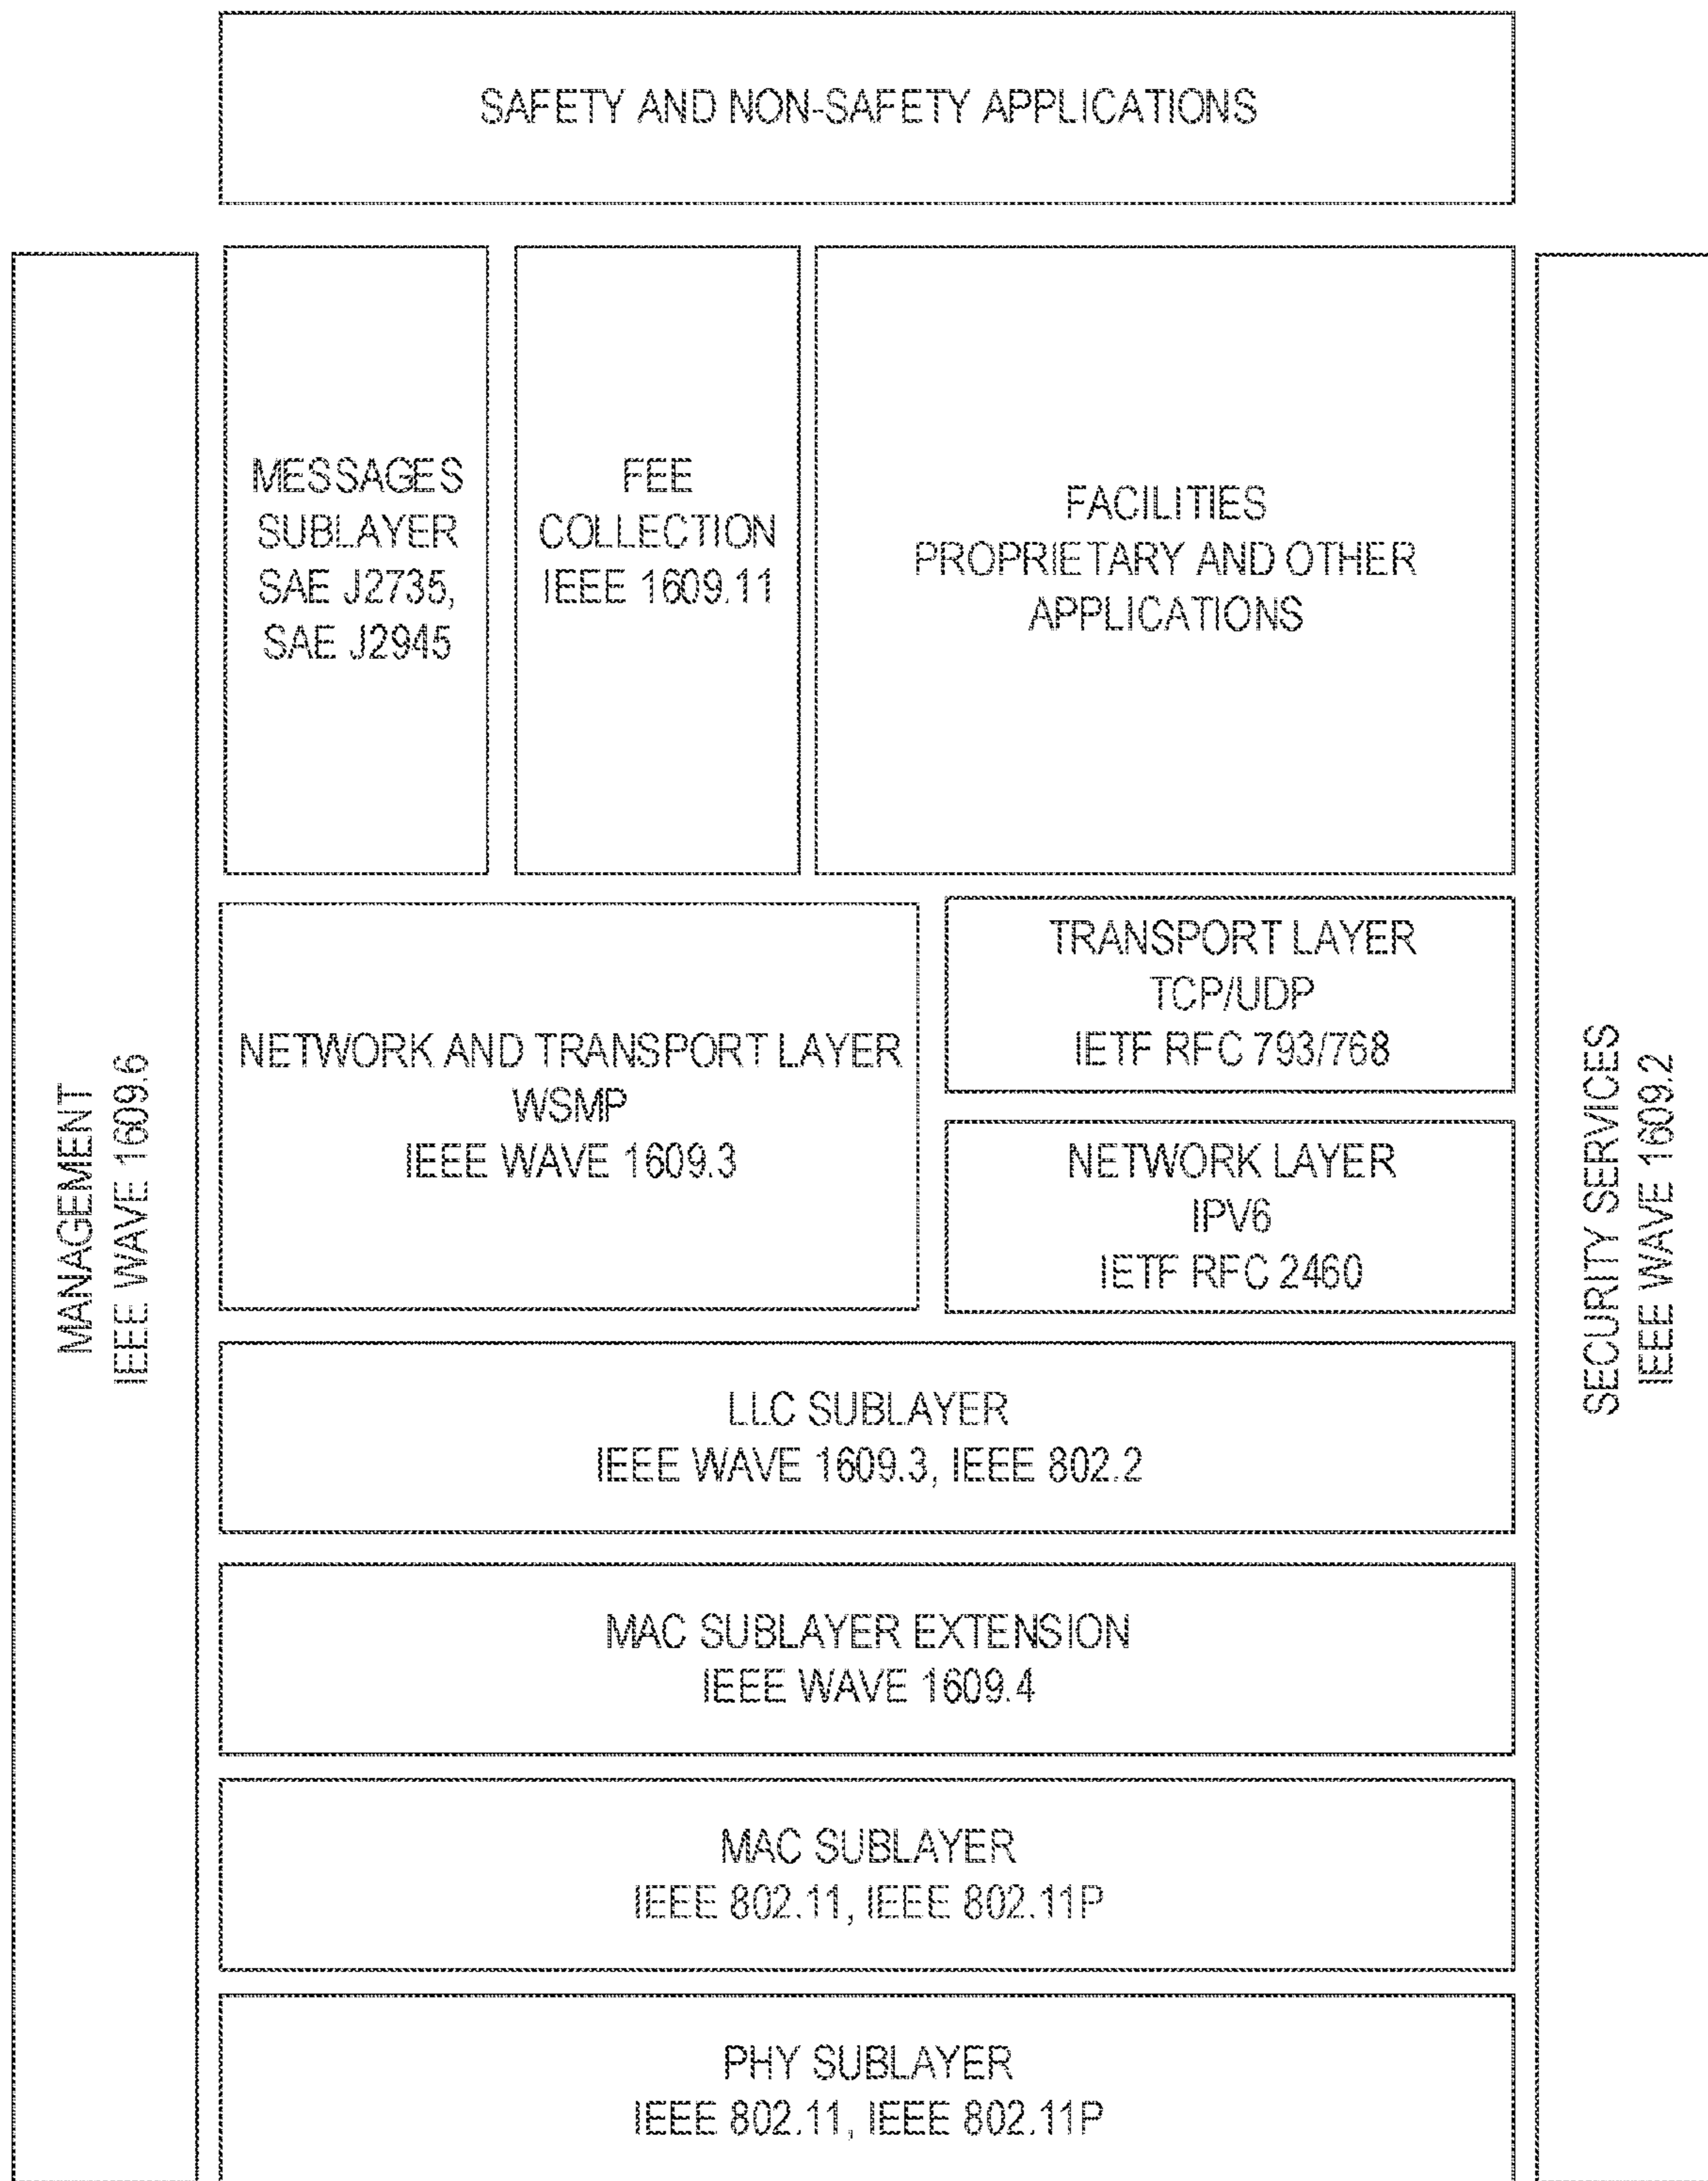 SAFETY AND NON-SAFETY APPLICATIONS
MESSAGES
SUBLAYER
SAE J2735,
SAE J2945
FEE
COLLECTION
IEEE 1609.11
FACILITIES
PROPRIETARY AND OTHER
APPLICATIONS
MANAGEMENT
IEEE WAVE 1609.6
NETWORK AND TRANSPORT LAYER
WSMP
IEEE WAVE 1609.3
TRANSPORT LAYER
TCP/UDP
IETF RFC 793/768
NETWORK LAYER
IPV6
IETF RFC 2460
SECURITY SERVICES
IEEE WAVE 1609.2
LLC SUBLAYER
IEEE WAVE 1609.3, IEEE 802.2
MAC SUBLAYER EXTENSION
IEEE WAVE 1609.4
MAC SUBLAYER
IEEE 802.11, IEEE 802.11P
PHY SUBLAYER
IEEE 802.11, IEEE 802.11P